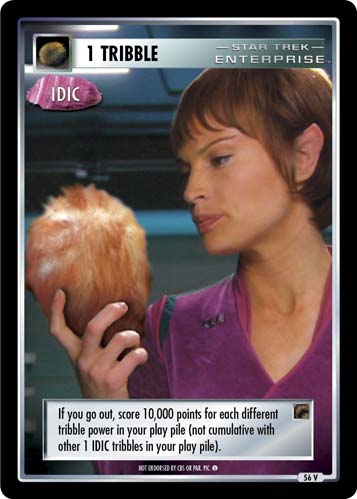 1 TRIBBLE
STAR TREK
ENTERPRISE™
IDIC
If you go out, score 10,000 points for each different
tribble power in your play pile (not cumulative with
other 1 IDIC tribbles in your play pile).
56 V
NOT ENDORSED BY CBS OR PAR. PIC.